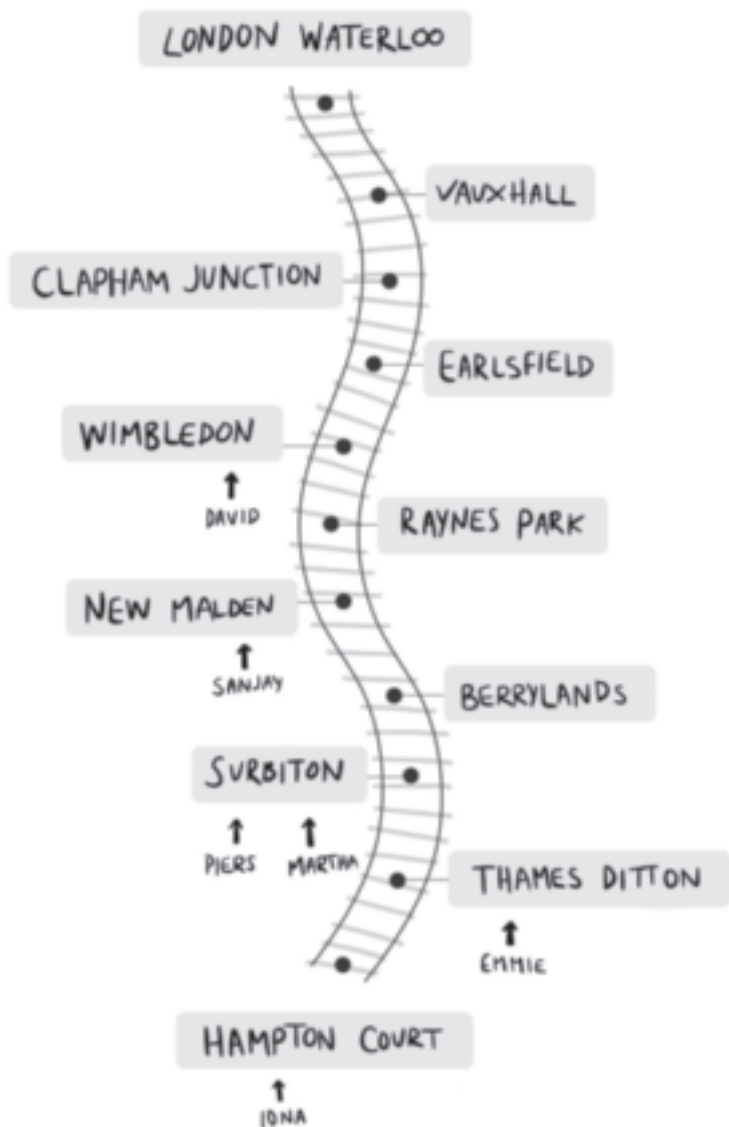 LONDON WATERLOO
VAUXHALL
CLAPHAM JUNCTION
EARLSFIELD
WIMBLEDON
DAVID
RAYNES PARK
NEW MALDEN
SANJAY
BERRYLANDS
SURBITON
PIERS MARTHA
THAMES DITTON
EMMIE
HAMPTON COURT
IONA